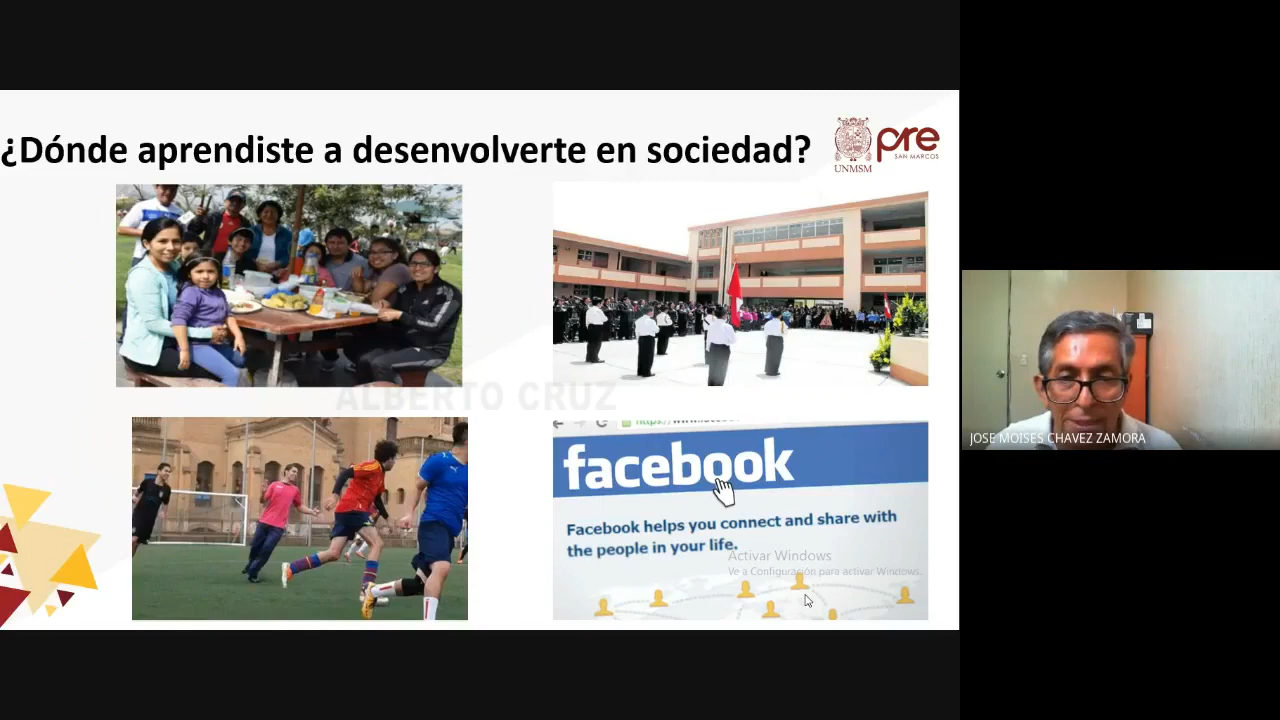 ¿Dónde aprendiste a desenvolverte en sociedad?
UNMSM
pre
SAN MARCOS
ALBERTO CRUZ
facebook
Facebook helps you connect and share with
the people in your life.
Activar Windows
Ve a Configuración para activar Windows.
JOSE MOISES CHAVEZ ZAMORA